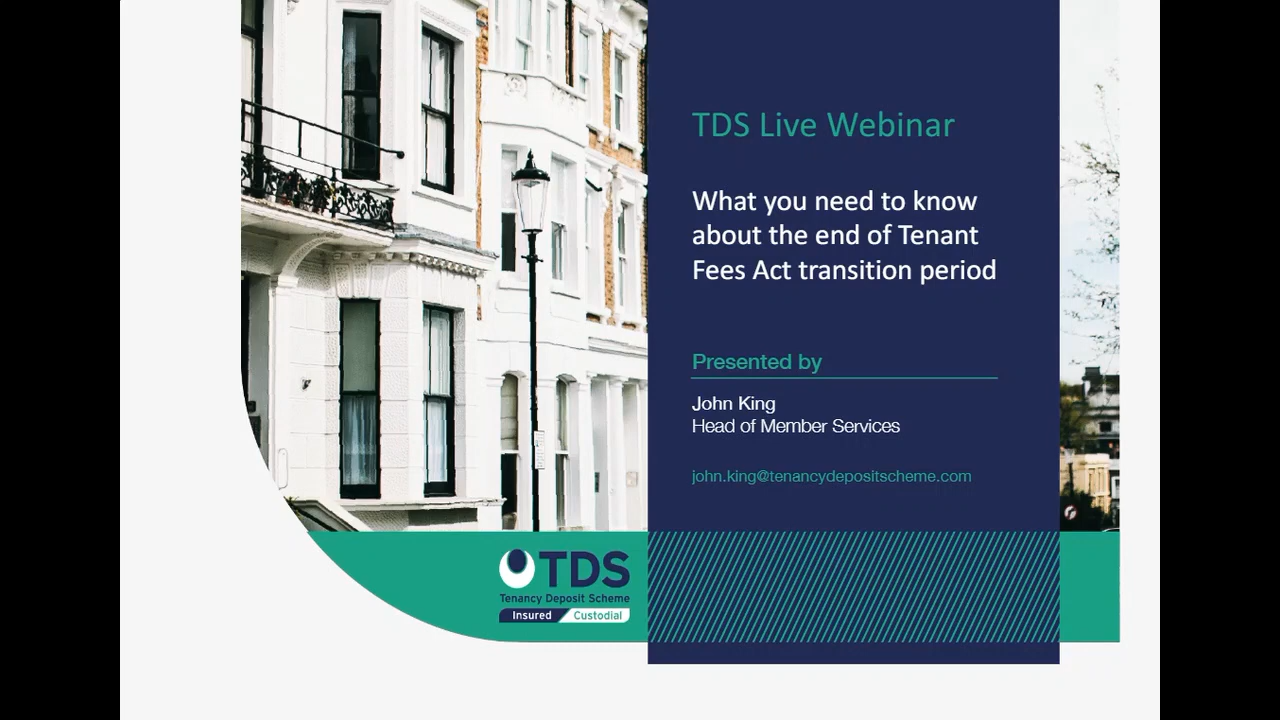 TDS Live Webinar
What you need to know
about the end of Tenant
Fees Act transition period
Presented by
John King
Head of Member Services
john.king@tenancydepositscheme.com
TDS
Tenancy Deposit Scheme
Insured Custodial